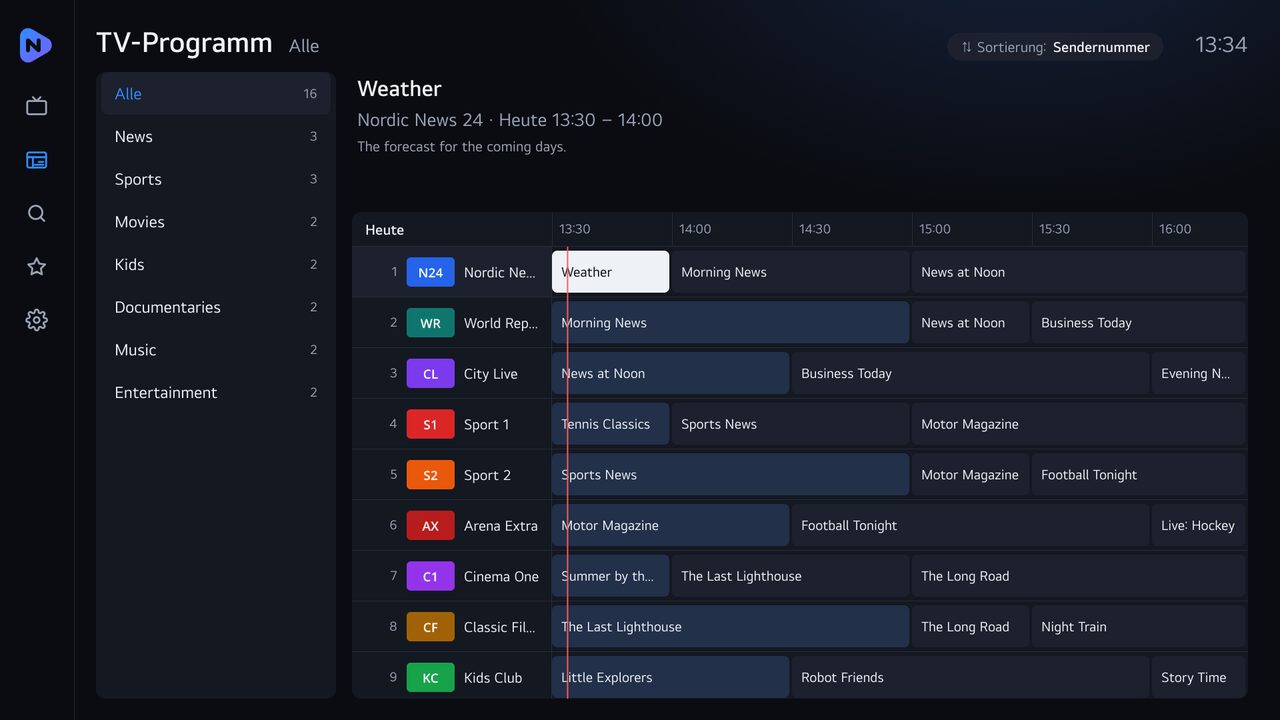 N
TV-Programm Alle
Sortierung: Sendernummer
13:34
Alle 16
News 3
Sports 3
Movies 2
Kids 2
Documentaries 2
Music 2
Entertainment 2
Weather
Nordic News 24 · Heute 13:30 – 14:00
The forecast for the coming days.
Heute 13:30 14:00 14:30 15:00 15:30 16:00
1 N24 Nordic Ne... Weather Morning News News at Noon
2 WR World Rep... Morning News News at Noon Business Today
3 CL City Live News at Noon Business Today Evening N...
4 S1 Sport 1 Tennis Classics Sports News Motor Magazine
5 S2 Sport 2 Sports News Motor Magazine Football Tonight
6 AX Arena Extra Motor Magazine Football Tonight Live: Hockey
7 C1 Cinema One Summer by th... The Last Lighthouse The Long Road
8 CF Classic Fil... The Last Lighthouse The Long Road Night Train
9 KC Kids Club Little Explorers Robot Friends Story Time